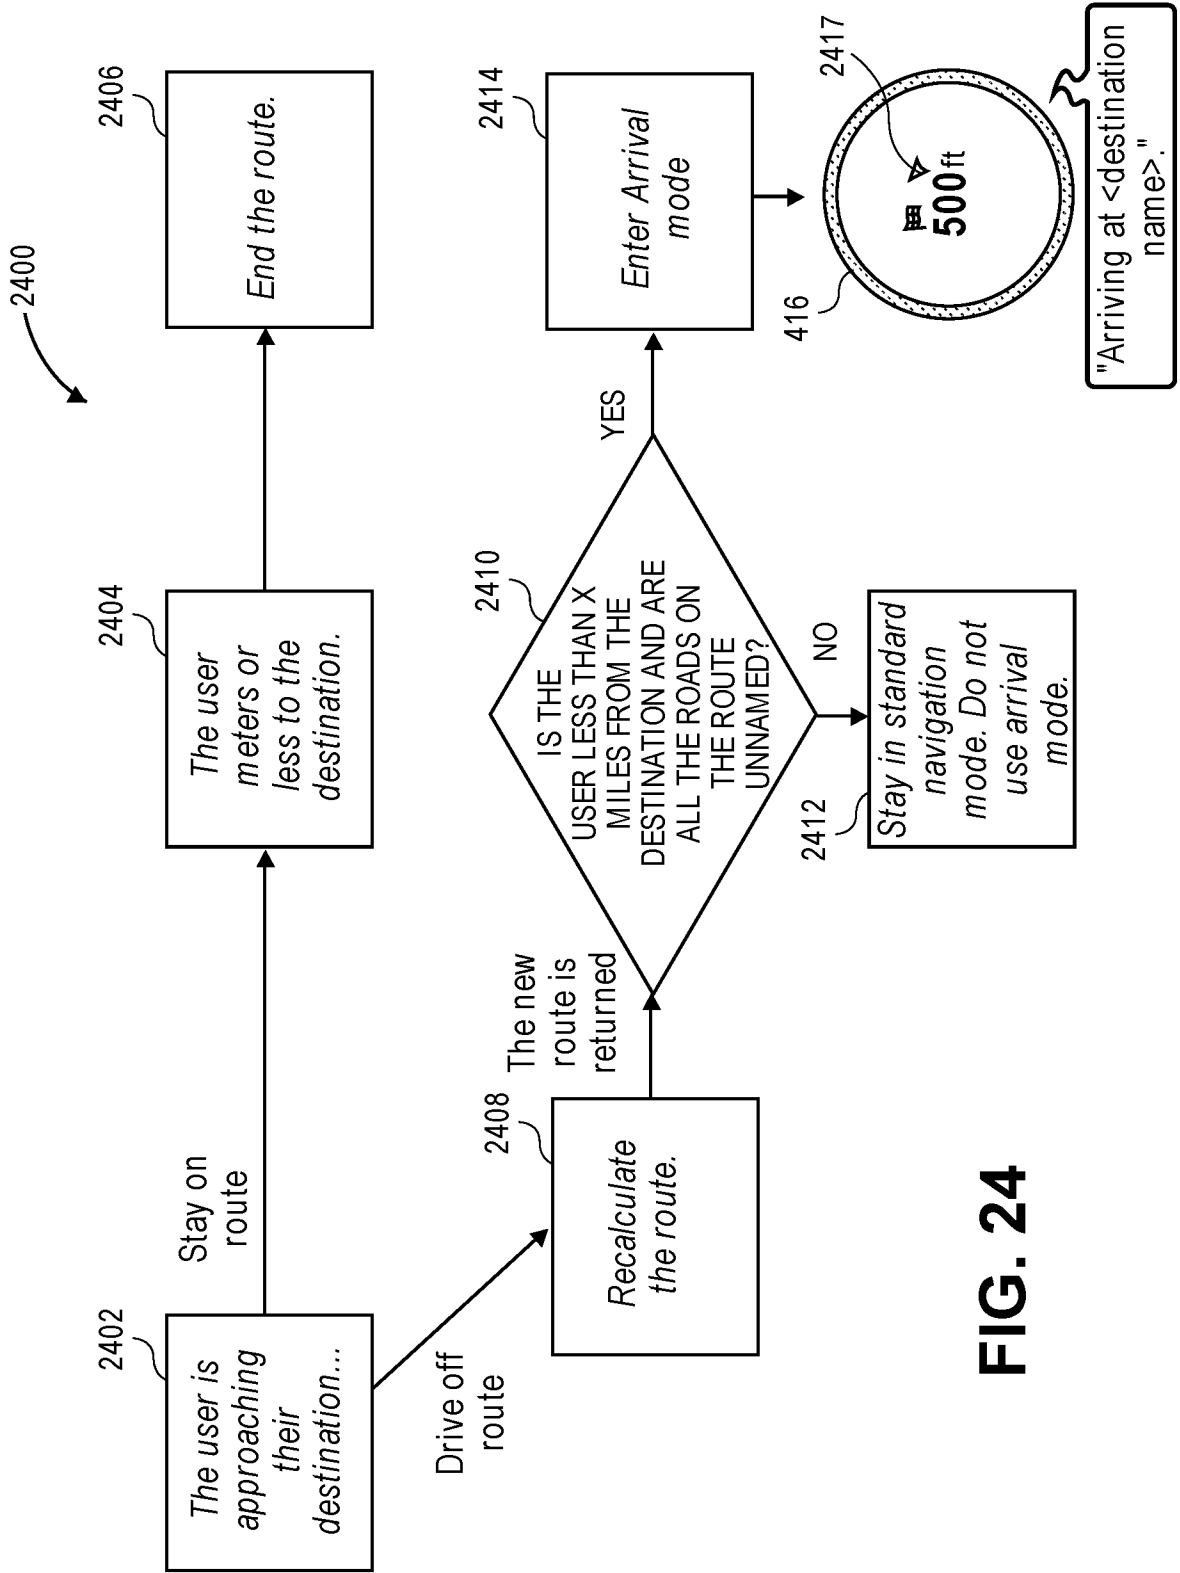 2400
2402
The user is
approaching
their
destination...
Stay on
route
2404
The user
meters or
less to the
destination.
2406
End the route.
Drive off
route
2408
Recalculate
the route.
The new
route is
returned
2410
IS THE
USER LESS THAN X
MILES FROM THE
DESTINATION AND ARE
ALL THE ROADS ON
THE ROUTE
UNNAMED?
YES
NO
2412
Stay in standard
navigation
mode. Do not
use arrival
mode.
2414
Enter Arrival
mode
416
2417
500ft
"Arriving at <destination
name>."
FIG. 24